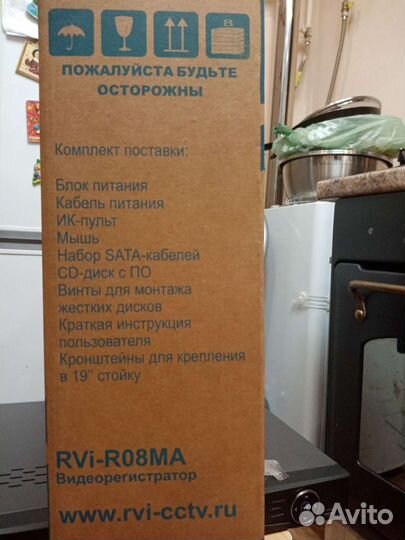 ПОЖАЛУЙСТА БУДЬТЕ
ОСТОРОЖНЫ
Комплект поставки:
Блок питания
Кабель питания
ИК-пульт
Мышь
Набор SATA-кабелей
CD-диск с ПО
Винты для монтажа
жестких дисков
Краткая инструкция
пользователя
Кронштейны для крепления
в 19" стойку
RVi-R08MA
Видеорегистратор
www.rvi-cctv.ru
Avito